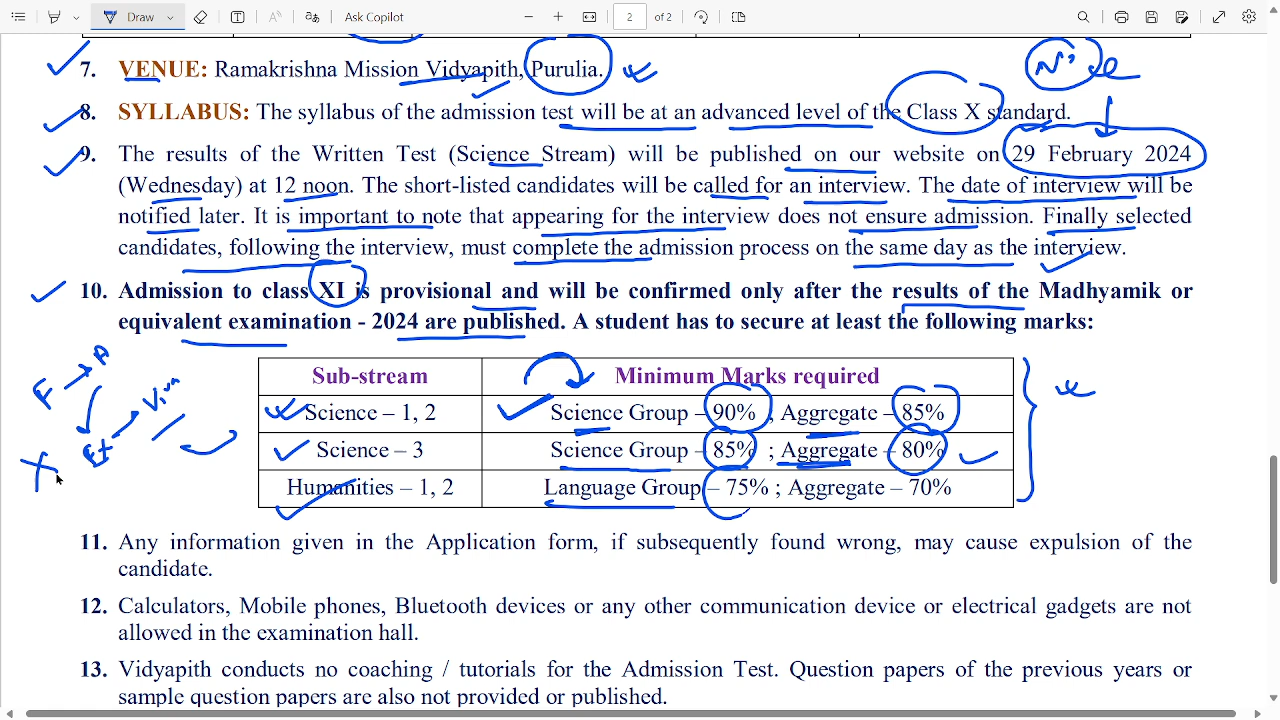 Draw
Ask Copilot
2 of 2
7. VENUE: Ramakrishna Mission Vidyapith, Purulia.
8. SYLLABUS: The syllabus of the admission test will be at an advanced level of the Class X standard.
9. The results of the Written Test (Science Stream) will be published on our website on 29 February 2024
(Wednesday) at 12 noon. The short-listed candidates will be called for an interview. The date of interview will be
notified later. It is important to note that appearing for the interview does not ensure admission. Finally selected
candidates, following the interview, must complete the admission process on the same day as the interview.
10. Admission to class XI is provisional and will be confirmed only after the results of the Madhyamik or
equivalent examination - 2024 are published. A student has to secure at least the following marks:
Sub-stream Minimum Marks required
Science – 1, 2 Science Group – 90% ; Aggregate – 85%
Science – 3 Science Group – 85% ; Aggregate – 80%
Humanities – 1, 2 Language Group – 75% ; Aggregate – 70%
11. Any information given in the Application form, if subsequently found wrong, may cause expulsion of the
candidate.
12. Calculators, Mobile phones, Bluetooth devices or any other communication device or electrical gadgets are not
allowed in the examination hall.
13. Vidyapith conducts no coaching / tutorials for the Admission Test. Question papers of the previous years or
sample question papers are also not provided or published.